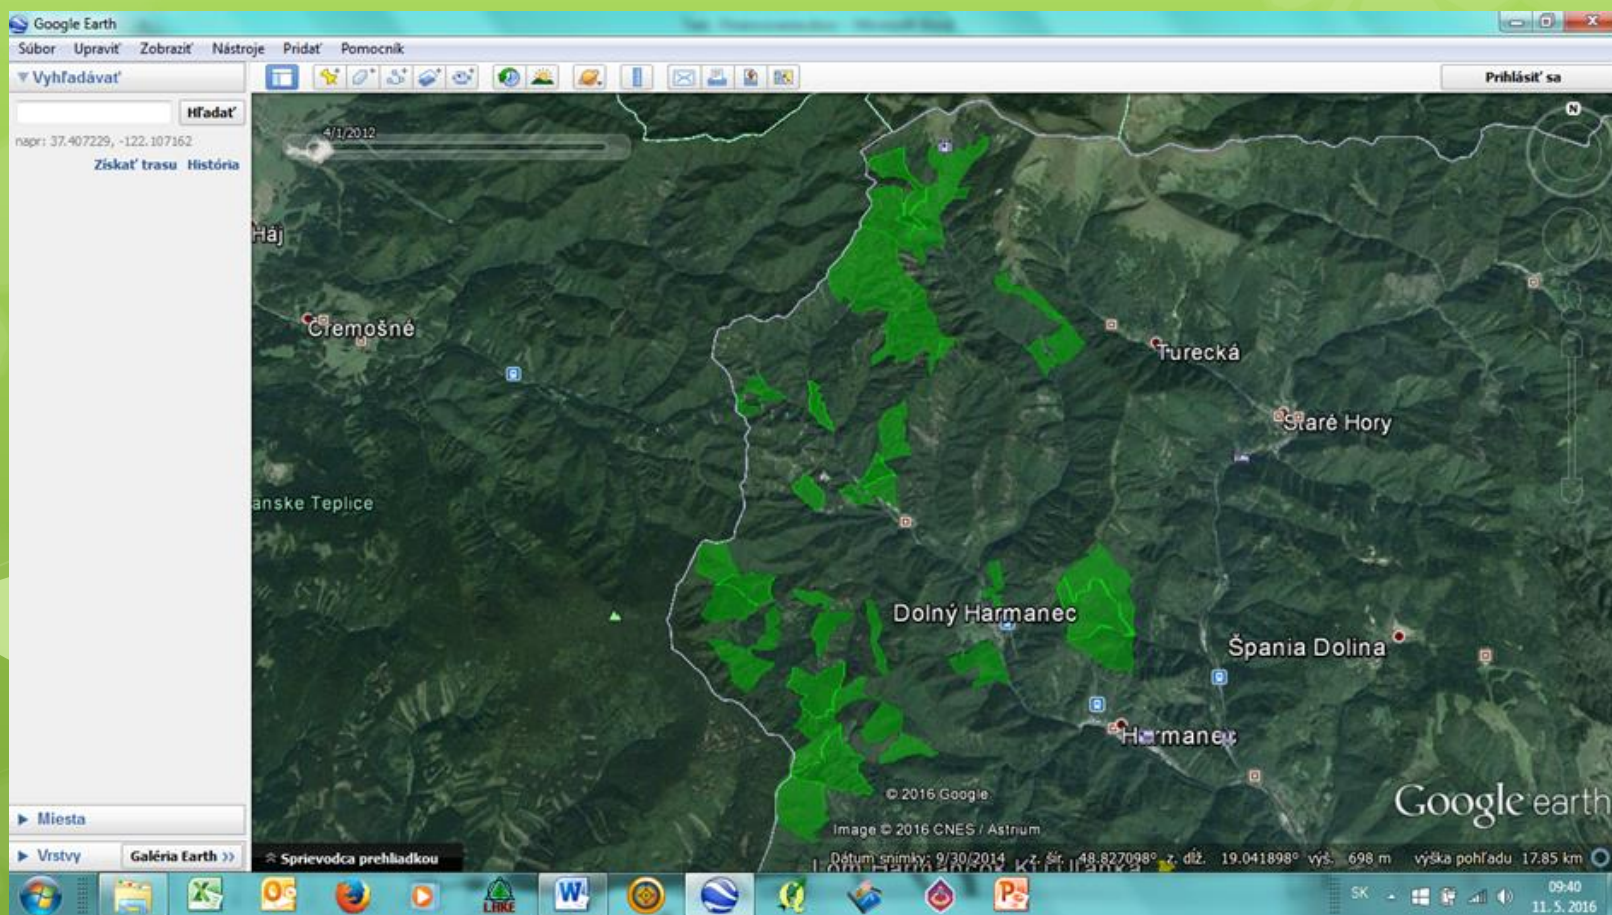 Google Earth
Súbor Upraviť Zobraziť Nástroje Pridať Pomocník
Vyhľadávať
Prihlásiť sa
Hľadať
napr: 37.407229, -122.107162
Získať trasu História
4/1/2012
N
Háj
Čremošné
Turecká
Staré Hory
anske Teplice
Dolný Harmanec
Špania Dolina
Harmanec
© 2016 Google
Image © 2016 CNES / Astrium
Google earth
Miesta
Vrstvy Galéria Earth >>
Sprievodca prehliadkou
Dátum snímky: 9/30/2014 z. šír. 48.827098° z. dĺž. 19.041898° výš. 698 m výška pohľadu 17.85 km
LAKE
SK
09:40
11. 5. 2016